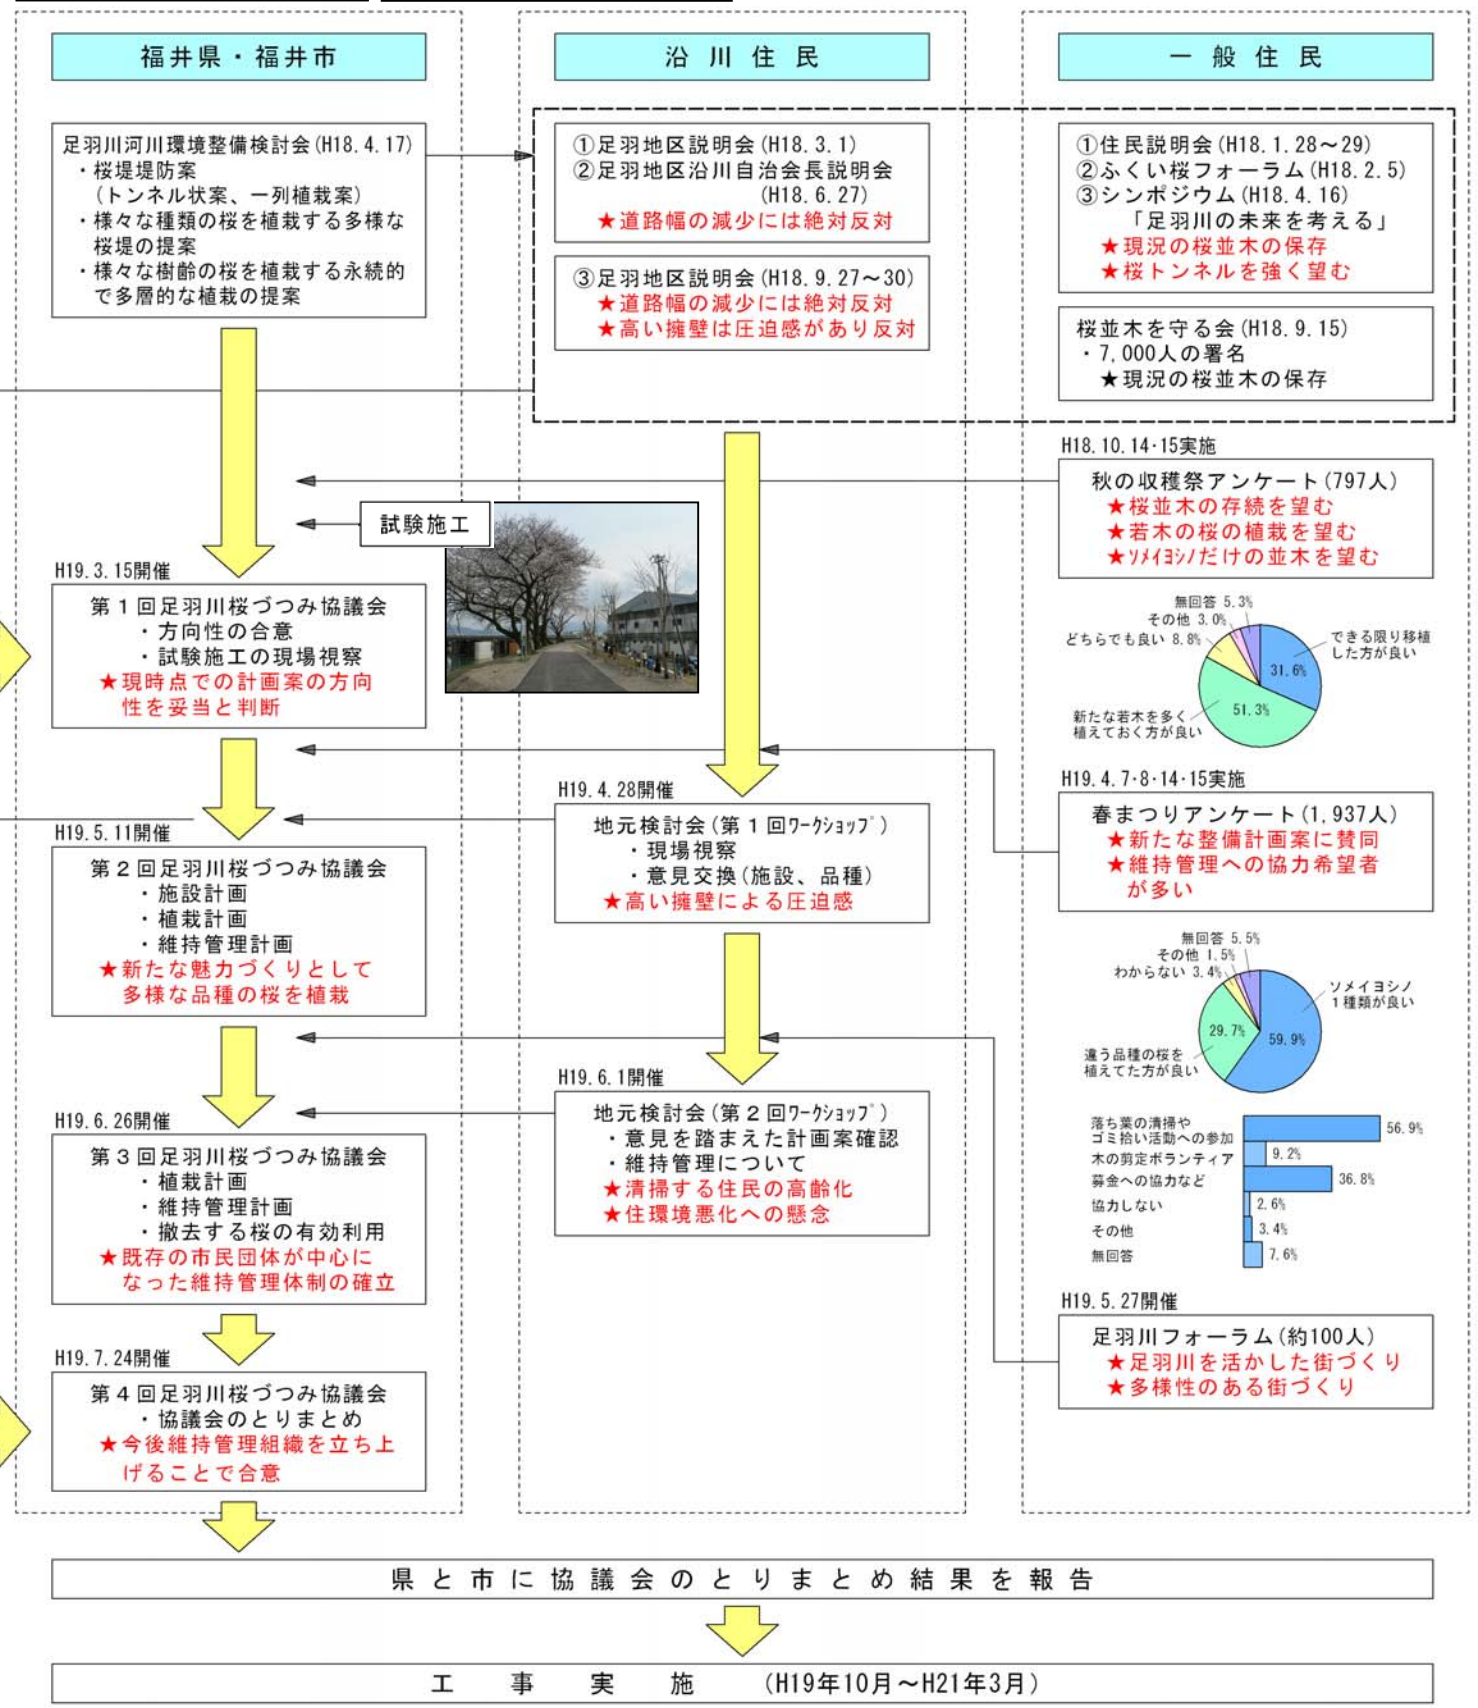 福井県・福井市
足羽川河川環境整備検討会(H18.4.17)
・桜堤堤防案
(トンネル状案、一列植栽案)
・様々な種類の桜を植栽する多様な
桜堤の提案
・様々な樹齢の桜を植栽する永続的
で多層的な植栽の提案
試験施工
H19.3.15開催
第1回足羽川桜づつみ協議会
・方向性の合意
・試験施工の現場視察
★現時点での計画案の方向
性を妥当と判断
H19.5.11開催
第2回足羽川桜づつみ協議会
・施設計画
・植栽計画
・維持管理計画
★新たな魅力づくりとして
多様な品種の桜を植栽
H19.6.26開催
第3回足羽川桜づつみ協議会
・植栽計画
・維持管理計画
・撤去する桜の有効利用
★既存の市民団体が中心に
なった維持管理体制の確立
H19.7.24開催
第4回足羽川桜づつみ協議会
・協議会のとりまとめ
★今後維持管理組織を立ち上
げることで合意
沿川住民
①足羽地区説明会(H18.3.1)
②足羽地区沿川自治会長説明会
(H18.6.27)
★道路幅の減少には絶対反対
③足羽地区説明会(H18.9.27～30)
★道路幅の減少には絶対反対
★高い擁壁は圧迫感があり反対
H19.4.28開催
地元検討会(第1回ﾜｰｸｼｮｯﾌﾟ)
・現場視察
・意見交換(施設、品種)
★高い擁壁による圧迫感
H19.6.1開催
地元検討会(第2回ﾜｰｸｼｮｯﾌﾟ)
・意見を踏まえた計画案確認
・維持管理について
★清掃する住民の高齢化
★住環境悪化への懸念
一般住民
①住民説明会(H18.1.28～29)
②ふくい桜フォーラム(H18.2.5)
③シンポジウム(H18.4.16)
「足羽川の未来を考える」
★現況の桜並木の保存
★桜トンネルを強く望む
桜並木を守る会(H18.9.15)
・7,000人の署名
★現況の桜並木の保存
H18.10.14･15実施
秋の収穫祭アンケート(797人)
★桜並木の存続を望む
★若木の桜の植栽を望む
★ｿﾒｲﾖｼﾉだけの並木を望む
無回答 5.3%
その他 3.0%
どちらでも良い 8.8%
できる限り移植
した方が良い
31.6%
51.3%
新たな若木を多く
植えておく方が良い
H19.4.7･8･14･15実施
春まつりアンケート(1,937人)
★新たな整備計画案に賛同
★維持管理への協力希望者
が多い
無回答 5.5%
その他 1.5%
わからない 3.4%
ソメイヨシノ
1種類が良い
29.7%
59.9%
違う品種の桜を
植えてた方が良い
落ち葉の清掃や
ゴミ拾い活動への参加 56.9%
木の剪定ボランティア 9.2%
募金への協力など 36.8%
協力しない 2.6%
その他 3.4%
無回答 7.6%
H19.5.27開催
足羽川フォーラム(約100人)
★足羽川を活かした街づくり
★多様性のある街づくり
県と市に協議会のとりまとめ結果を報告
工事実施 (H19年10月～H21年3月)